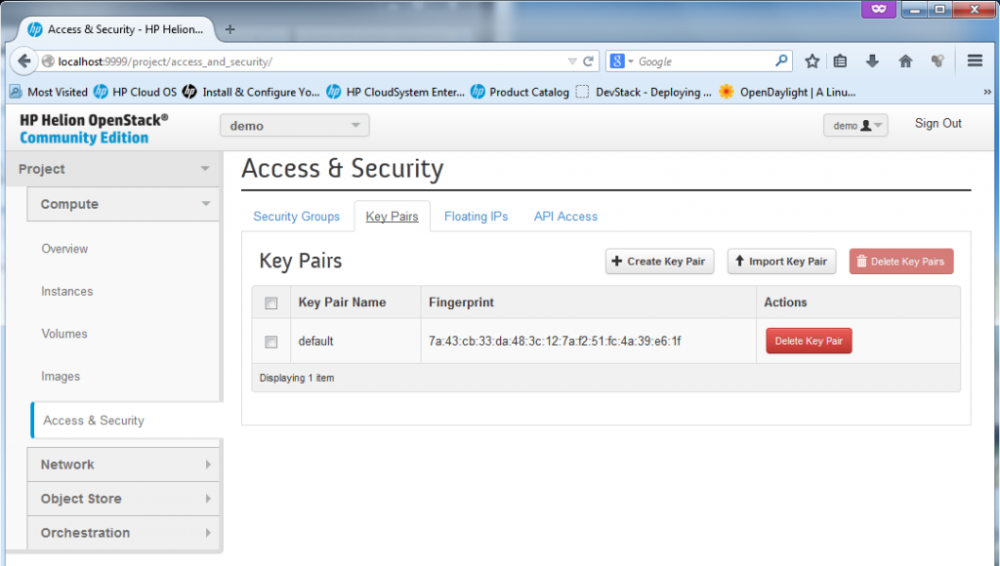 Access & Security - HP Helion...
localhost:9999/project/access_and_security/
Google
Most Visited HP Cloud OS Install & Configure Yo... HP CloudSystem Enter... Product Catalog DevStack - Deploying ... OpenDaylight | A Linu... »
HP Helion OpenStack®
Community Edition
demo
demo
Sign Out
Project
Compute
Overview
Instances
Volumes
Images
Access & Security
Network
Object Store
Orchestration
Access & Security
Security Groups Key Pairs Floating IPs API Access
Key Pairs
Create Key Pair Import Key Pair Delete Key Pairs
Key Pair Name Fingerprint Actions
default 7a:43:cb:33:da:48:3c:12:7a:f2:51:fc:4a:39:e6:1f Delete Key Pair
Displaying 1 item